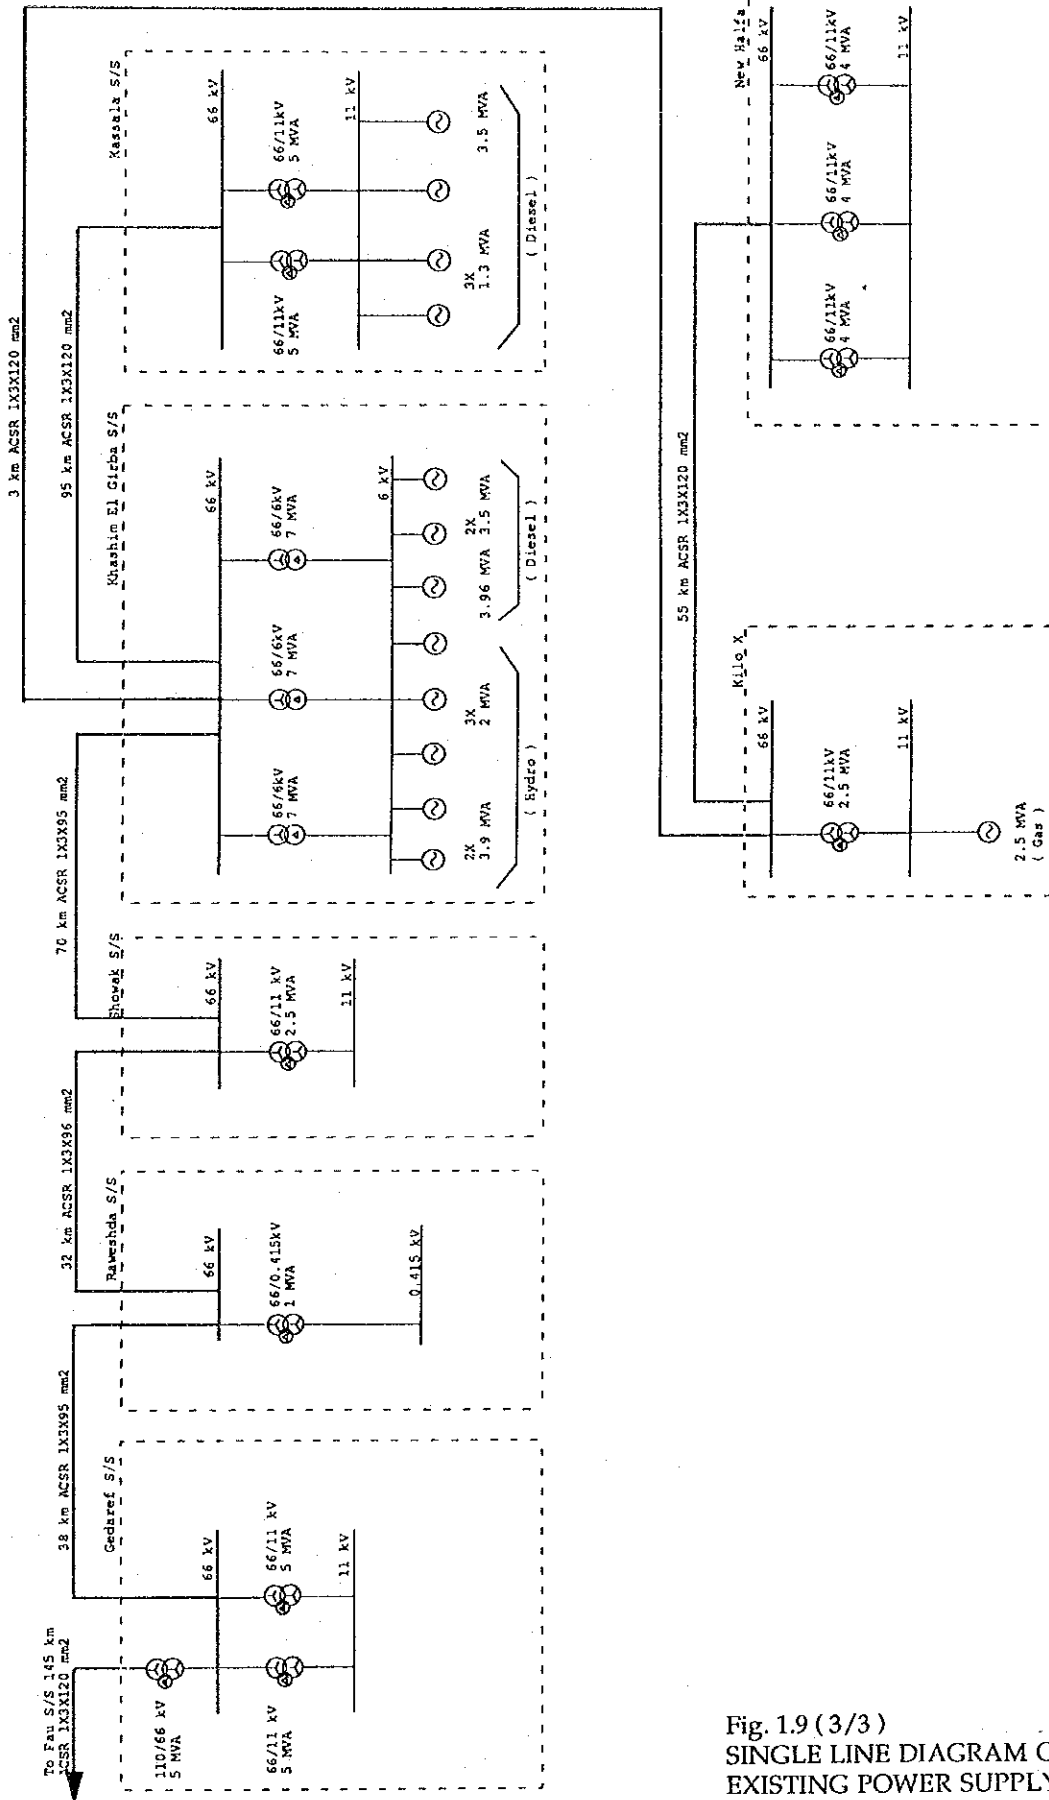 To Fau S/S 145 km
ACSR 1X3X120 mm2
38 km ACSR 1X3X95 mm2
32 km ACSR 1X3X96 mm2
70 km ACSR 1X3X95 mm2
95 km ACSR 1X3X120 mm2
3 km ACSR 1X3X120 mm2
Gedaref S/S
110/66 kV
5 MVA
66 kV
66/11 kV
5 MVA
66/11 kV
5 MVA
11 kV
Raweshda S/S
66 kV
66/0.415kV
1 MVA
0.415 kV
Showak S/S
66 kV
66/11 kV
2.5 MVA
11 kV
Khashim El Girba S/S
66 kV
66/6kV
7 MVA
66/6kV
7 MVA
66/6kV
7 MVA
6 kV
2X
3.9 MVA
3X
2 MVA
3.96 MVA
2X
3.5 MVA
( Hydro )
( Diesel )
Kassala S/S
66 kV
66/11kV
5 MVA
66/11kV
5 MVA
11 kV
3X
1.3 MVA
3.5 MVA
( Diesel )
55 km ACSR 1X3X120 mm2
Kilo X
66 kV
66/11kV
2.5 MVA
11 kV
2.5 MVA
( Gas )
New Halfa
66 kV
66/11kV
4 MVA
66/11kV
4 MVA
66/11kV
4 MVA
11 kV
Fig. 1.9 ( 3/3 )
SINGLE LINE DIAGRAM
EXISTING POWER SUPPLY